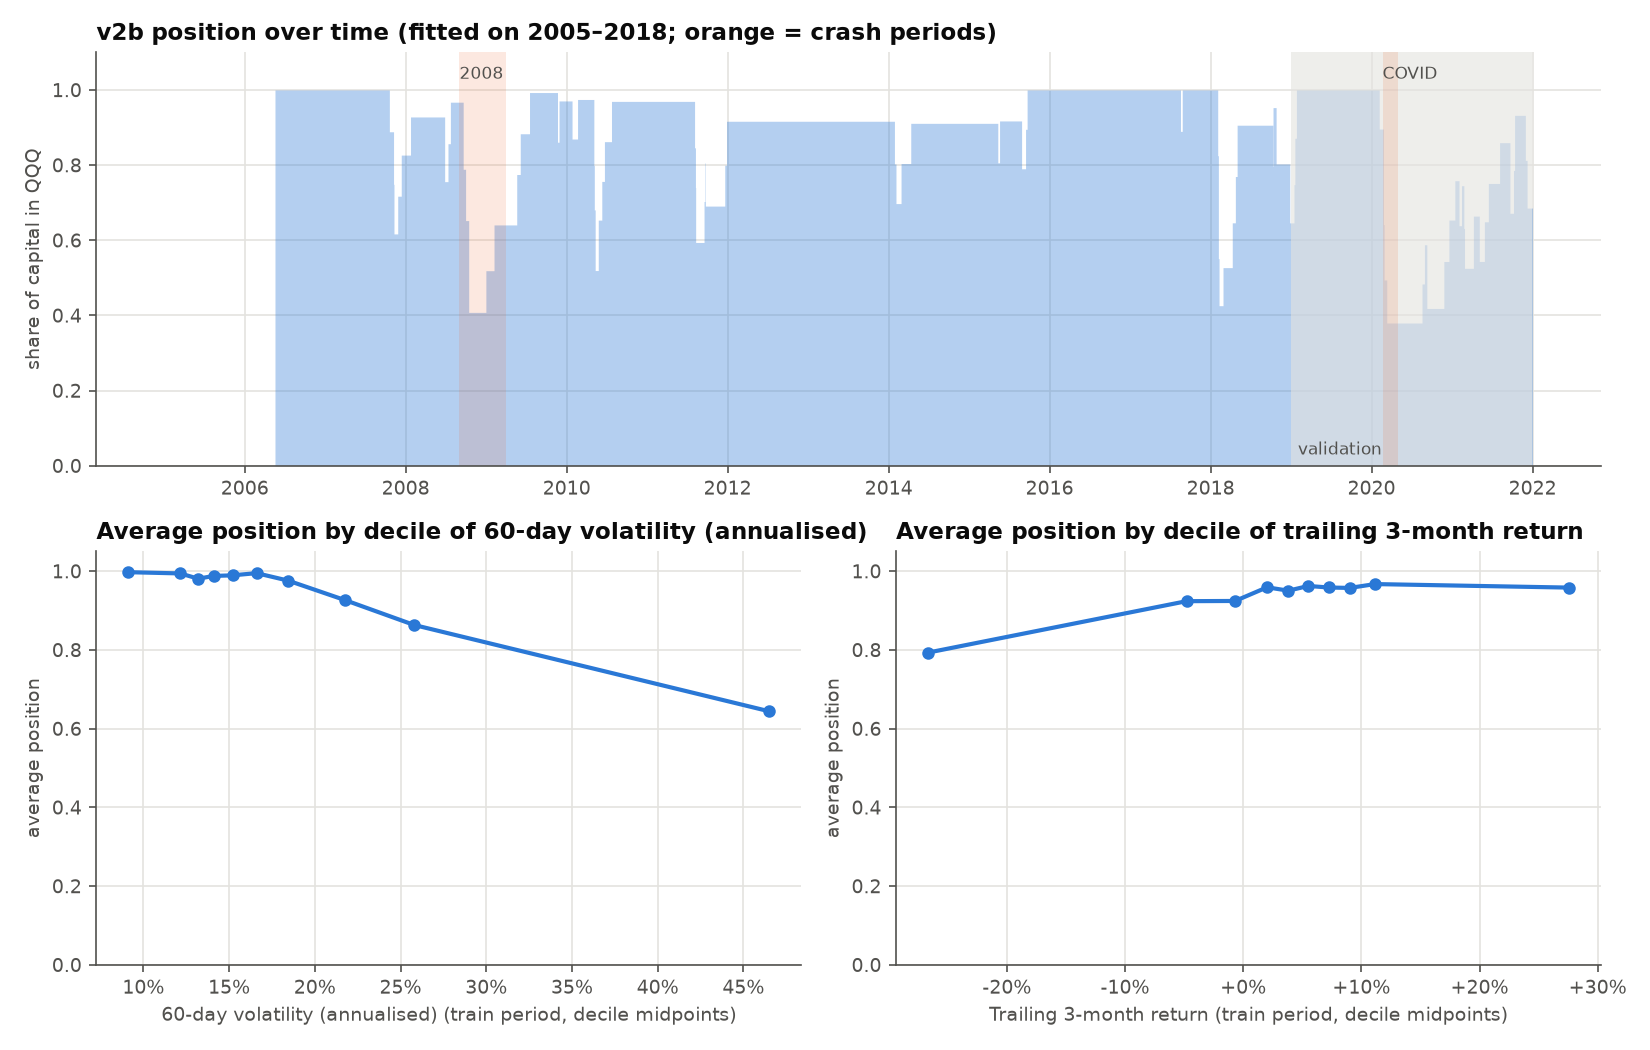 v2b position over time (fitted on 2005–2018; orange = crash periods)
share of capital in QQQ
1.0
0.8
0.6
0.4
0.2
0.0
2008
COVID
validation
2006 2008 2010 2012 2014 2016 2018 2020 2022
Average position by decile of 60-day volatility (annualised)
average position
1.0
0.8
0.6
0.4
0.2
0.0
10% 15% 20% 25% 30% 35% 40% 45%
60-day volatility (annualised) (train period, decile midpoints)
Average position by decile of trailing 3-month return
average position
1.0
0.8
0.6
0.4
0.2
0.0
-20% -10% +0% +10% +20% +30%
Trailing 3-month return (train period, decile midpoints)